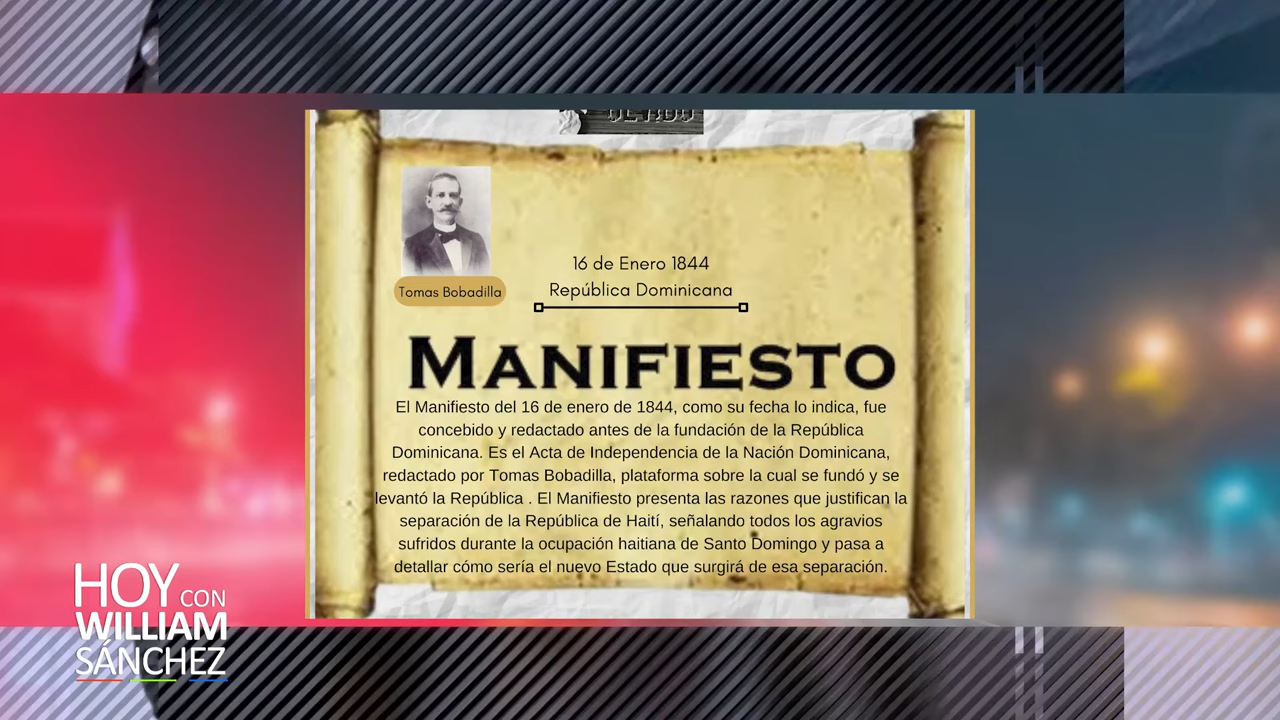 Tomas Bobadilla
16 de Enero 1844
República Dominicana
MANIFIESTO
El Manifiesto del 16 de enero de 1844, como su fecha lo indica, fue
concebido y redactado antes de la fundación de la República
Dominicana. Es el Acta de Independencia de la Nación Dominicana,
redactado por Tomas Bobadilla, plataforma sobre la cual se fundó y se
levantó la República . El Manifiesto presenta las razones que justifican la
separación de la República de Haití, señalando todos los agravios
sufridos durante la ocupación haitiana de Santo Domingo y pasa a
detallar cómo sería el nuevo Estado que surgirá de esa separación.
HOY CON
WILLIAM
SÁNCHEZ